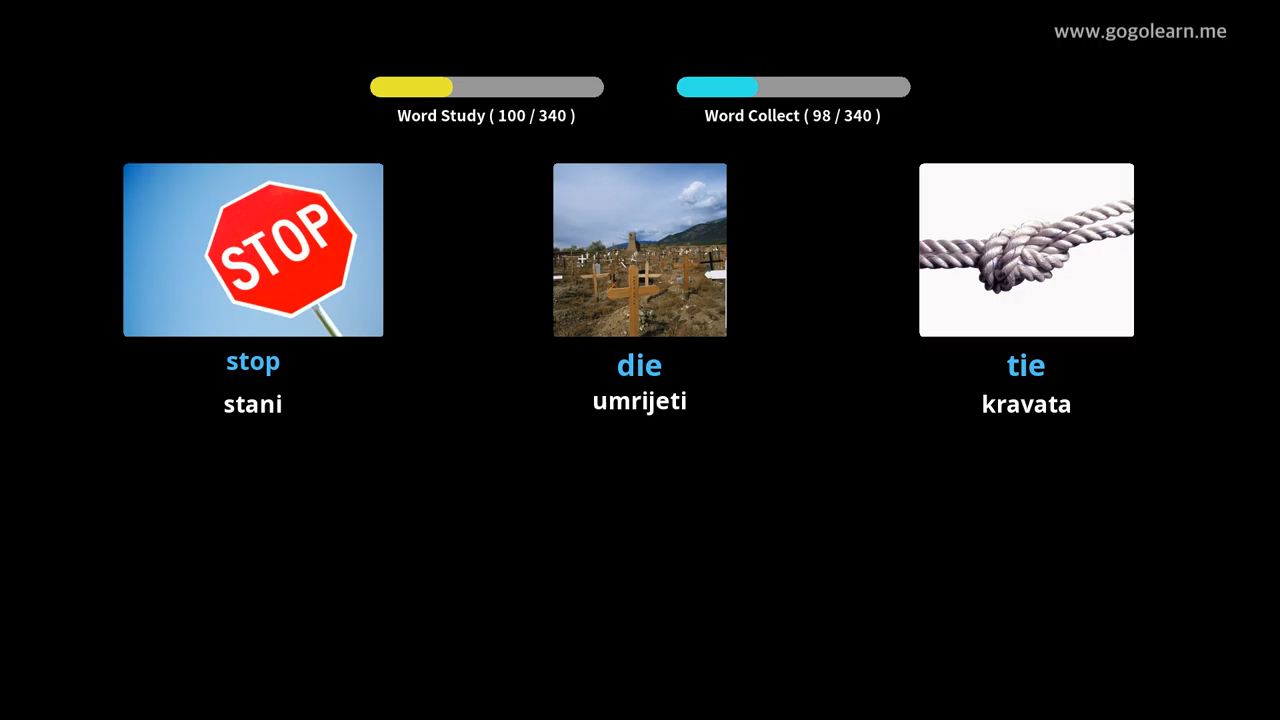 www.gogolearn.me
Word Study ( 100 / 340 )
Word Collect ( 98 / 340 )
STOP
stop
die
tie
stani
umrijeti
kravata